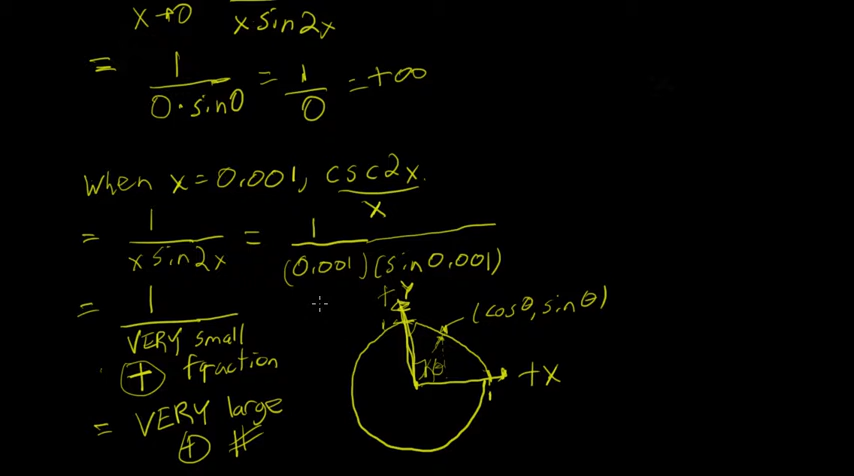 x→0 x sin2x
= 1/(0·sin0) = 1/0 = +∞
When x = 0.001, csc2x/x
= 1/(x sin2x) = 1/((0.001)(sin0.001))
= 1/(VERY small + fraction)
= VERY large + #
+Y
(cosθ, sinθ)
1
θ
+X
1